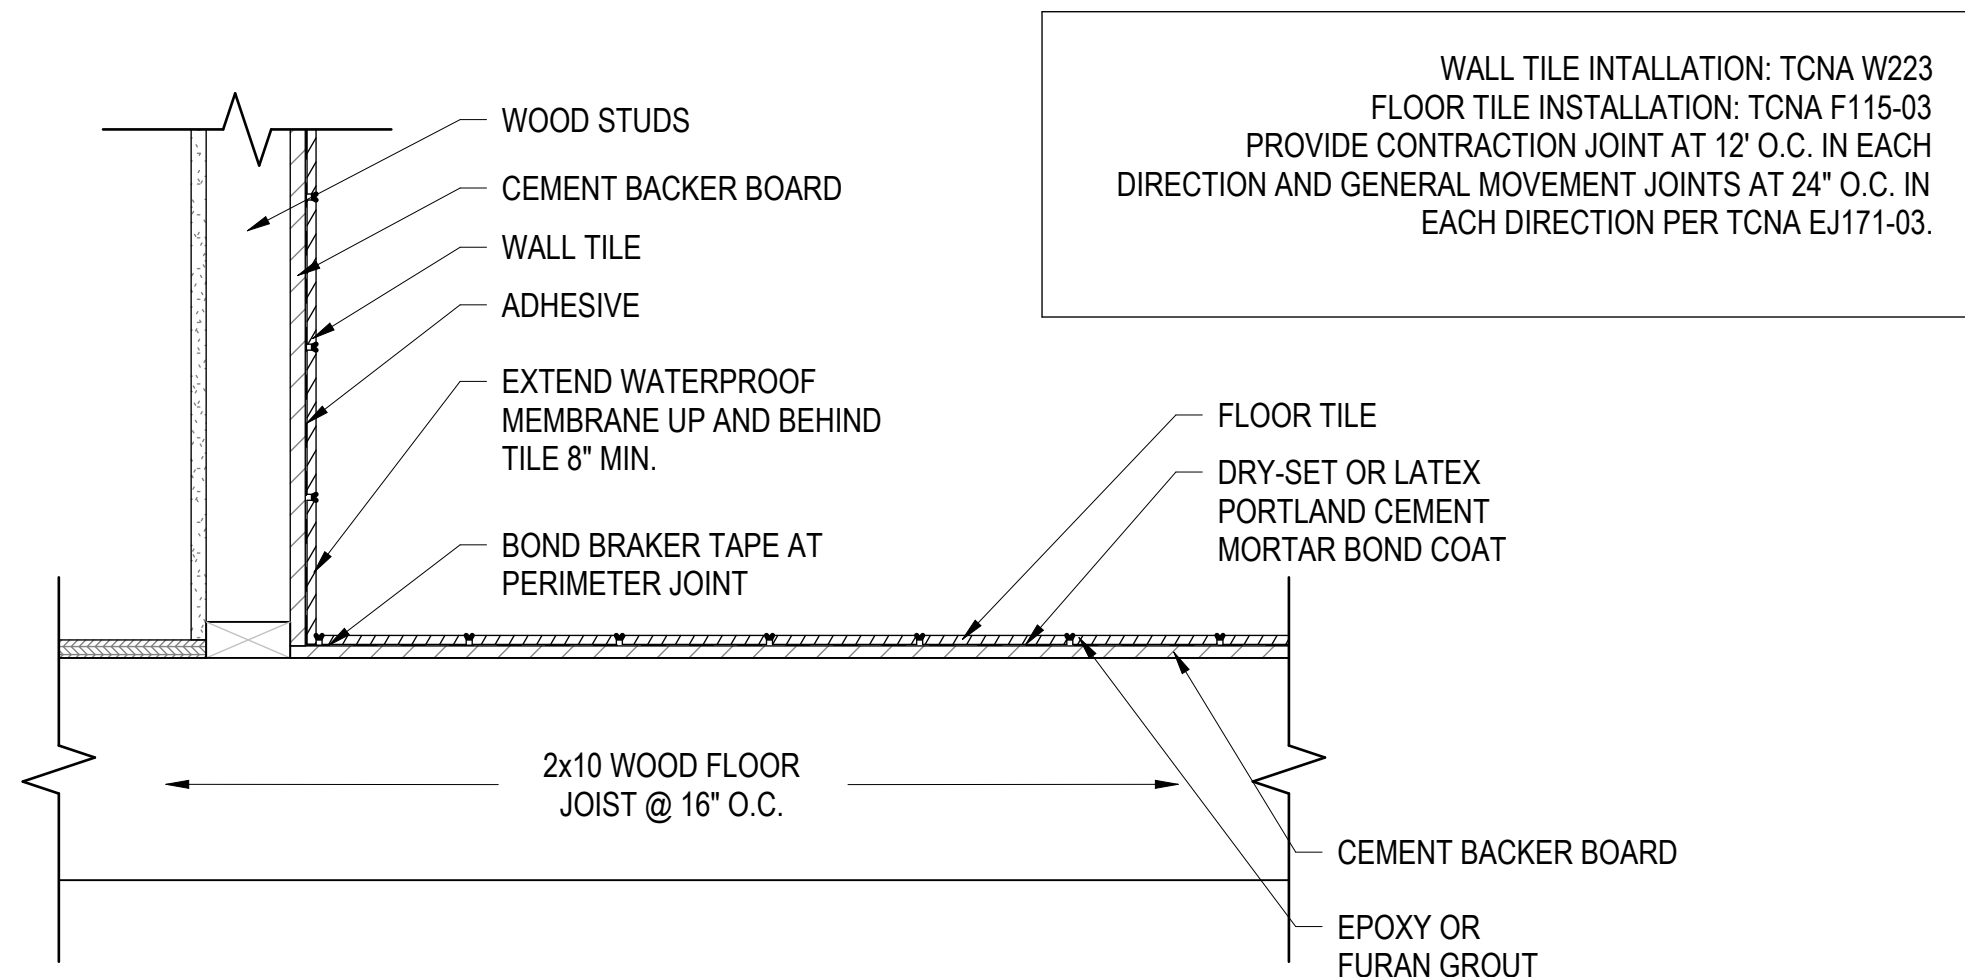 WALL TILE INTALLATION: TCNA W223
FLOOR TILE INSTALLATION: TCNA F115-03
PROVIDE CONTRACTION JOINT AT 12' O.C. IN EACH
DIRECTION AND GENERAL MOVEMENT JOINTS AT 24" O.C. IN
EACH DIRECTION PER TCNA EJ171-03.
WOOD STUDS
CEMENT BACKER BOARD
WALL TILE
ADHESIVE
EXTEND WATERPROOF
MEMBRANE UP AND BEHIND
TILE 8" MIN.
BOND BRAKER TAPE AT
PERIMETER JOINT
FLOOR TILE
DRY-SET OR LATEX
PORTLAND CEMENT
MORTAR BOND COAT
2x10 WOOD FLOOR
JOIST @ 16" O.C.
CEMENT BACKER BOARD
EPOXY OR
FURAN GROUT